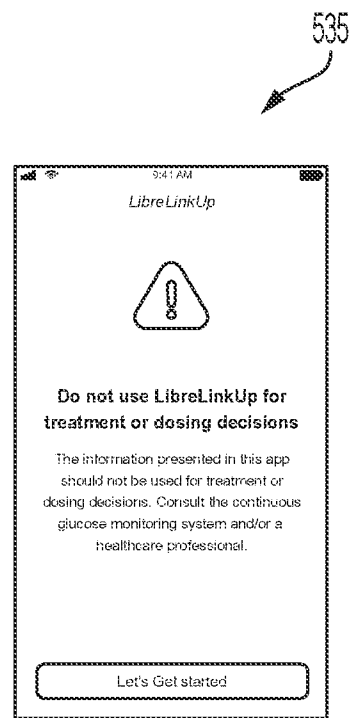 535
9:41 AM
LibreLinkUp
Do not use LibreLinkUp for
treatment or dosing decisions
The information presented in this app
should not be used for treatment or
dosing decisions. Consult the continuous
glucose monitoring system and/or a
healthcare professional.
Let's Get started